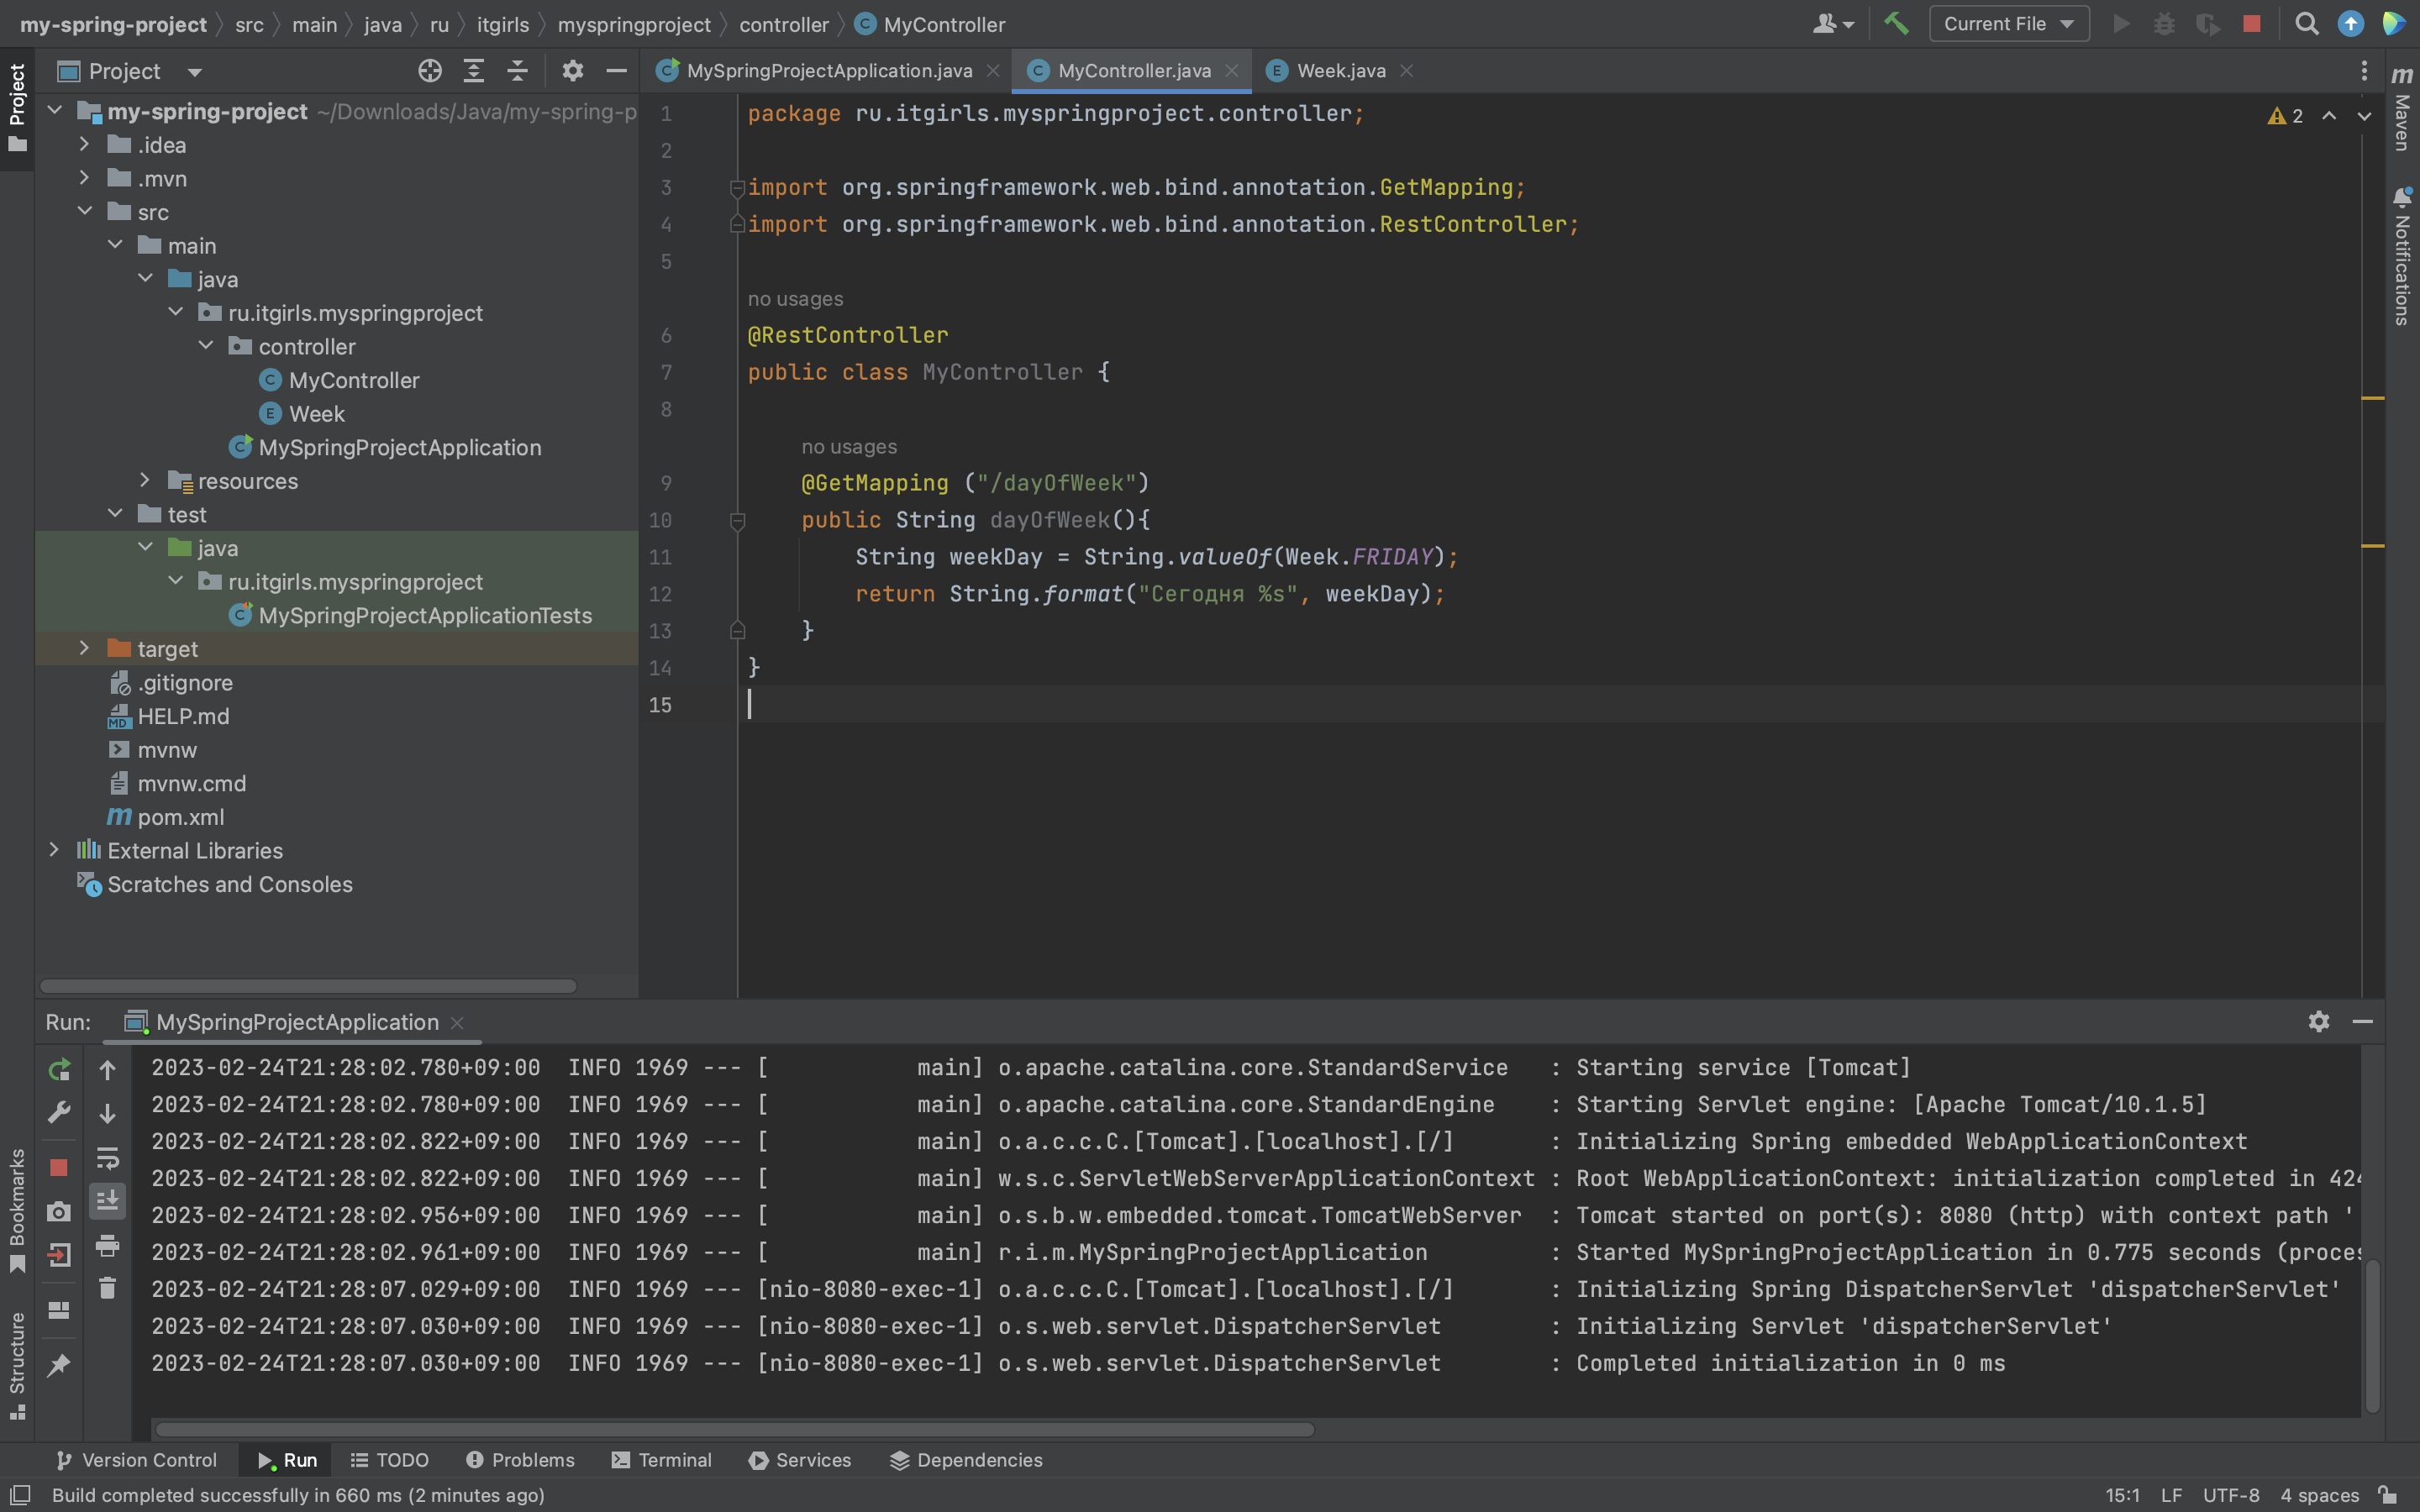 my-spring-project src main java ru itgirls myspringproject controller MyController
Current File
Project
MySpringProjectApplication.java MyController.java Week.java
Project
my-spring-project ~/Downloads/Java/my-spring-p
.idea
.mvn
src
main
java
ru.itgirls.myspringproject
controller
MyController
Week
MySpringProjectApplication
resources
test
java
ru.itgirls.myspringproject
MySpringProjectApplicationTests
target
.gitignore
HELP.md
mvnw
mvnw.cmd
pom.xml
External Libraries
Scratches and Consoles
1 package ru.itgirls.myspringproject.controller;
2
3 import org.springframework.web.bind.annotation.GetMapping;
4 import org.springframework.web.bind.annotation.RestController;
5
no usages
6 @RestController
7 public class MyController {
8
no usages
9 @GetMapping ("/dayOfWeek")
10 public String dayOfWeek(){
11 String weekDay = String.valueOf(Week.FRIDAY);
12 return String.format("Сегодня %s", weekDay);
13 }
14 }
15
2
Maven
Notifications
Run: MySpringProjectApplication
2023-02-24T21:28:02.780+09:00 INFO 1969 --- [ main] o.apache.catalina.core.StandardService : Starting service [Tomcat]
2023-02-24T21:28:02.780+09:00 INFO 1969 --- [ main] o.apache.catalina.core.StandardEngine : Starting Servlet engine: [Apache Tomcat/10.1.5]
2023-02-24T21:28:02.822+09:00 INFO 1969 --- [ main] o.a.c.c.C.[Tomcat].[localhost].[/] : Initializing Spring embedded WebApplicationContext
2023-02-24T21:28:02.822+09:00 INFO 1969 --- [ main] w.s.c.ServletWebServerApplicationContext : Root WebApplicationContext: initialization completed in 424
2023-02-24T21:28:02.956+09:00 INFO 1969 --- [ main] o.s.b.w.embedded.tomcat.TomcatWebServer : Tomcat started on port(s): 8080 (http) with context path '
2023-02-24T21:28:02.961+09:00 INFO 1969 --- [ main] r.i.m.MySpringProjectApplication : Started MySpringProjectApplication in 0.775 seconds (proces
2023-02-24T21:28:07.029+09:00 INFO 1969 --- [nio-8080-exec-1] o.a.c.c.C.[Tomcat].[localhost].[/] : Initializing Spring DispatcherServlet 'dispatcherServlet'
2023-02-24T21:28:07.030+09:00 INFO 1969 --- [nio-8080-exec-1] o.s.web.servlet.DispatcherServlet : Initializing Servlet 'dispatcherServlet'
2023-02-24T21:28:07.030+09:00 INFO 1969 --- [nio-8080-exec-1] o.s.web.servlet.DispatcherServlet : Completed initialization in 0 ms
Bookmarks
Structure
Version Control Run TODO Problems Terminal Services Dependencies
Build completed successfully in 660 ms (2 minutes ago) 15:1 LF UTF-8 4 spaces